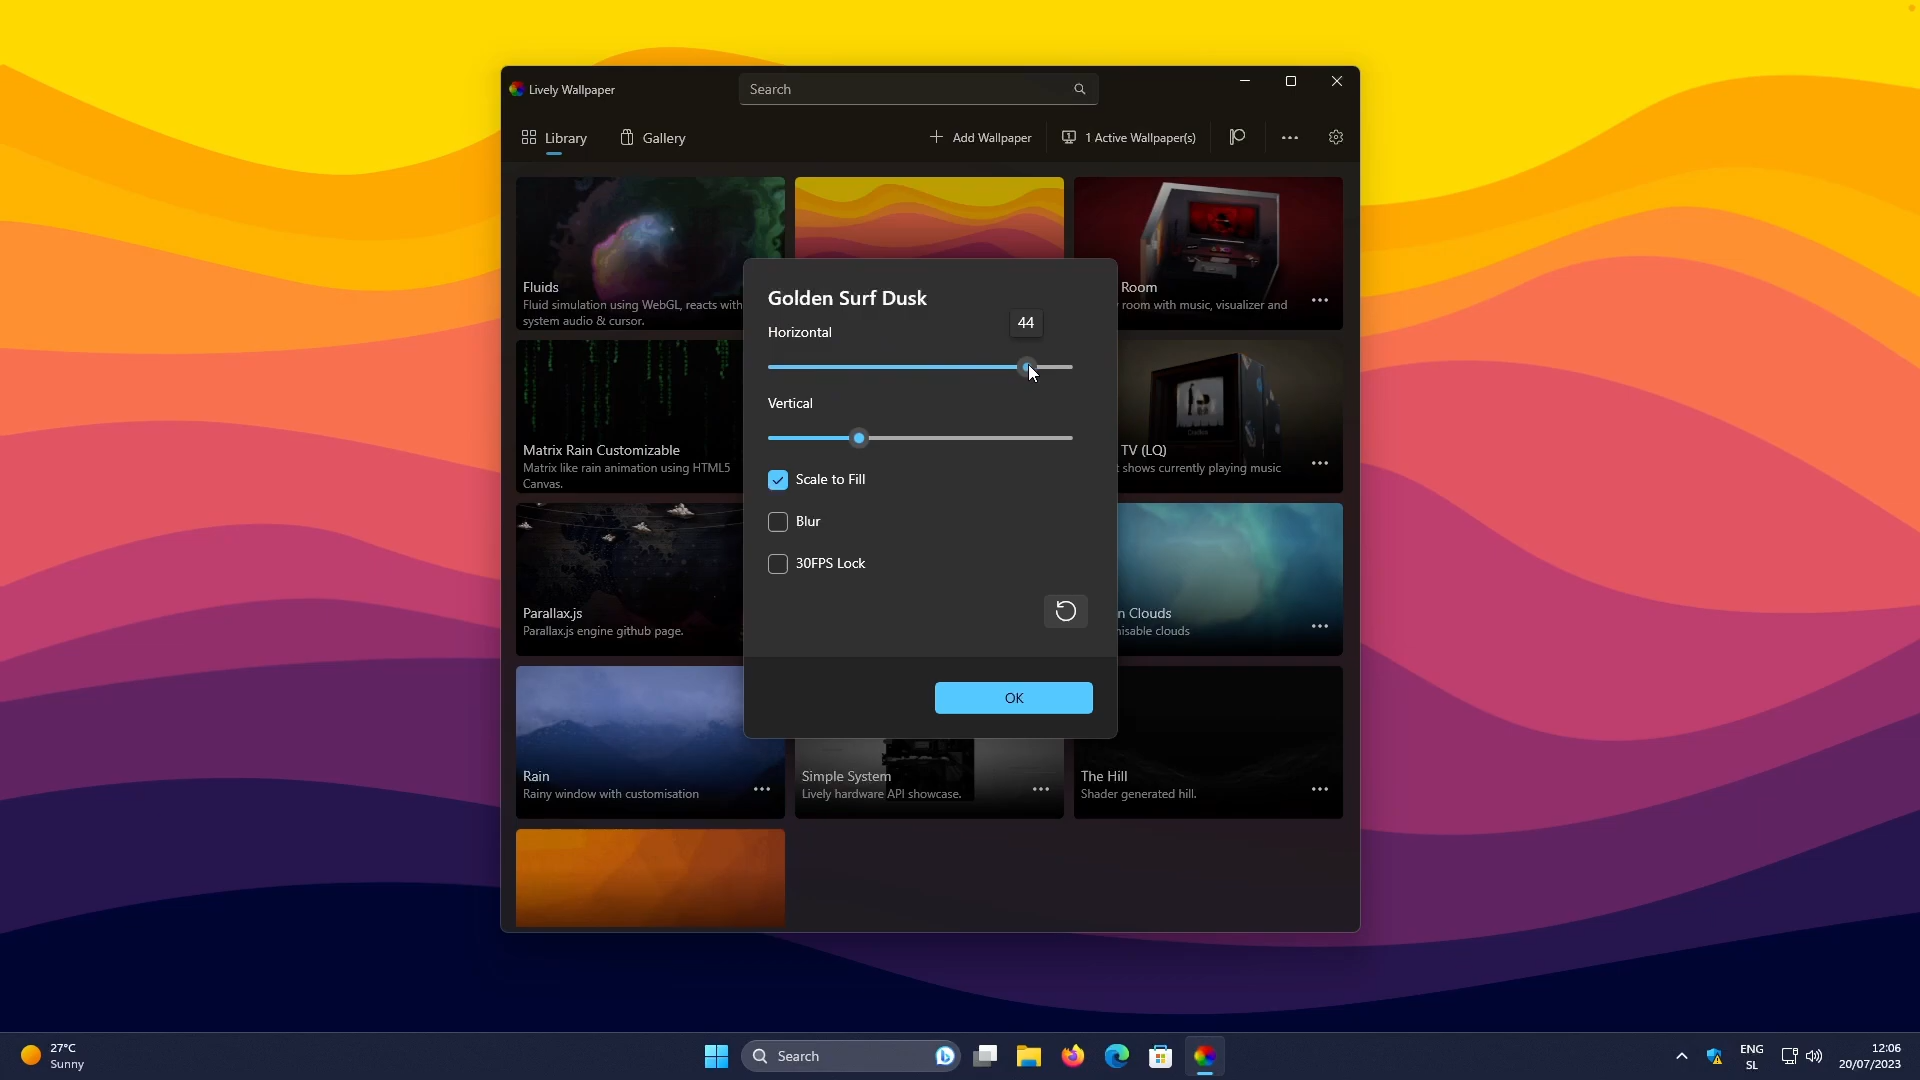 Lively Wallpaper
Search
Library
Gallery
Add Wallpaper
1 Active Wallpaper(s)
Fluids
Fluid simulation using WebGL, reacts with
system audio & cursor.
Room
room with music, visualizer and
Golden Surf Dusk
44
Horizontal
Vertical
Scale to Fill
Blur
30FPS Lock
OK
Matrix Rain Customizable
Matrix like rain animation using HTML5
Canvas.
TV (LQ)
t shows currently playing music
Parallax.js
Parallax.js engine github page.
n Clouds
misable clouds
Rain
Rainy window with customisation
Simple System
Lively hardware API showcase.
The Hill
Shader generated hill.
27°C
Sunny
Search
ENG
SL
12:06
20/07/2023